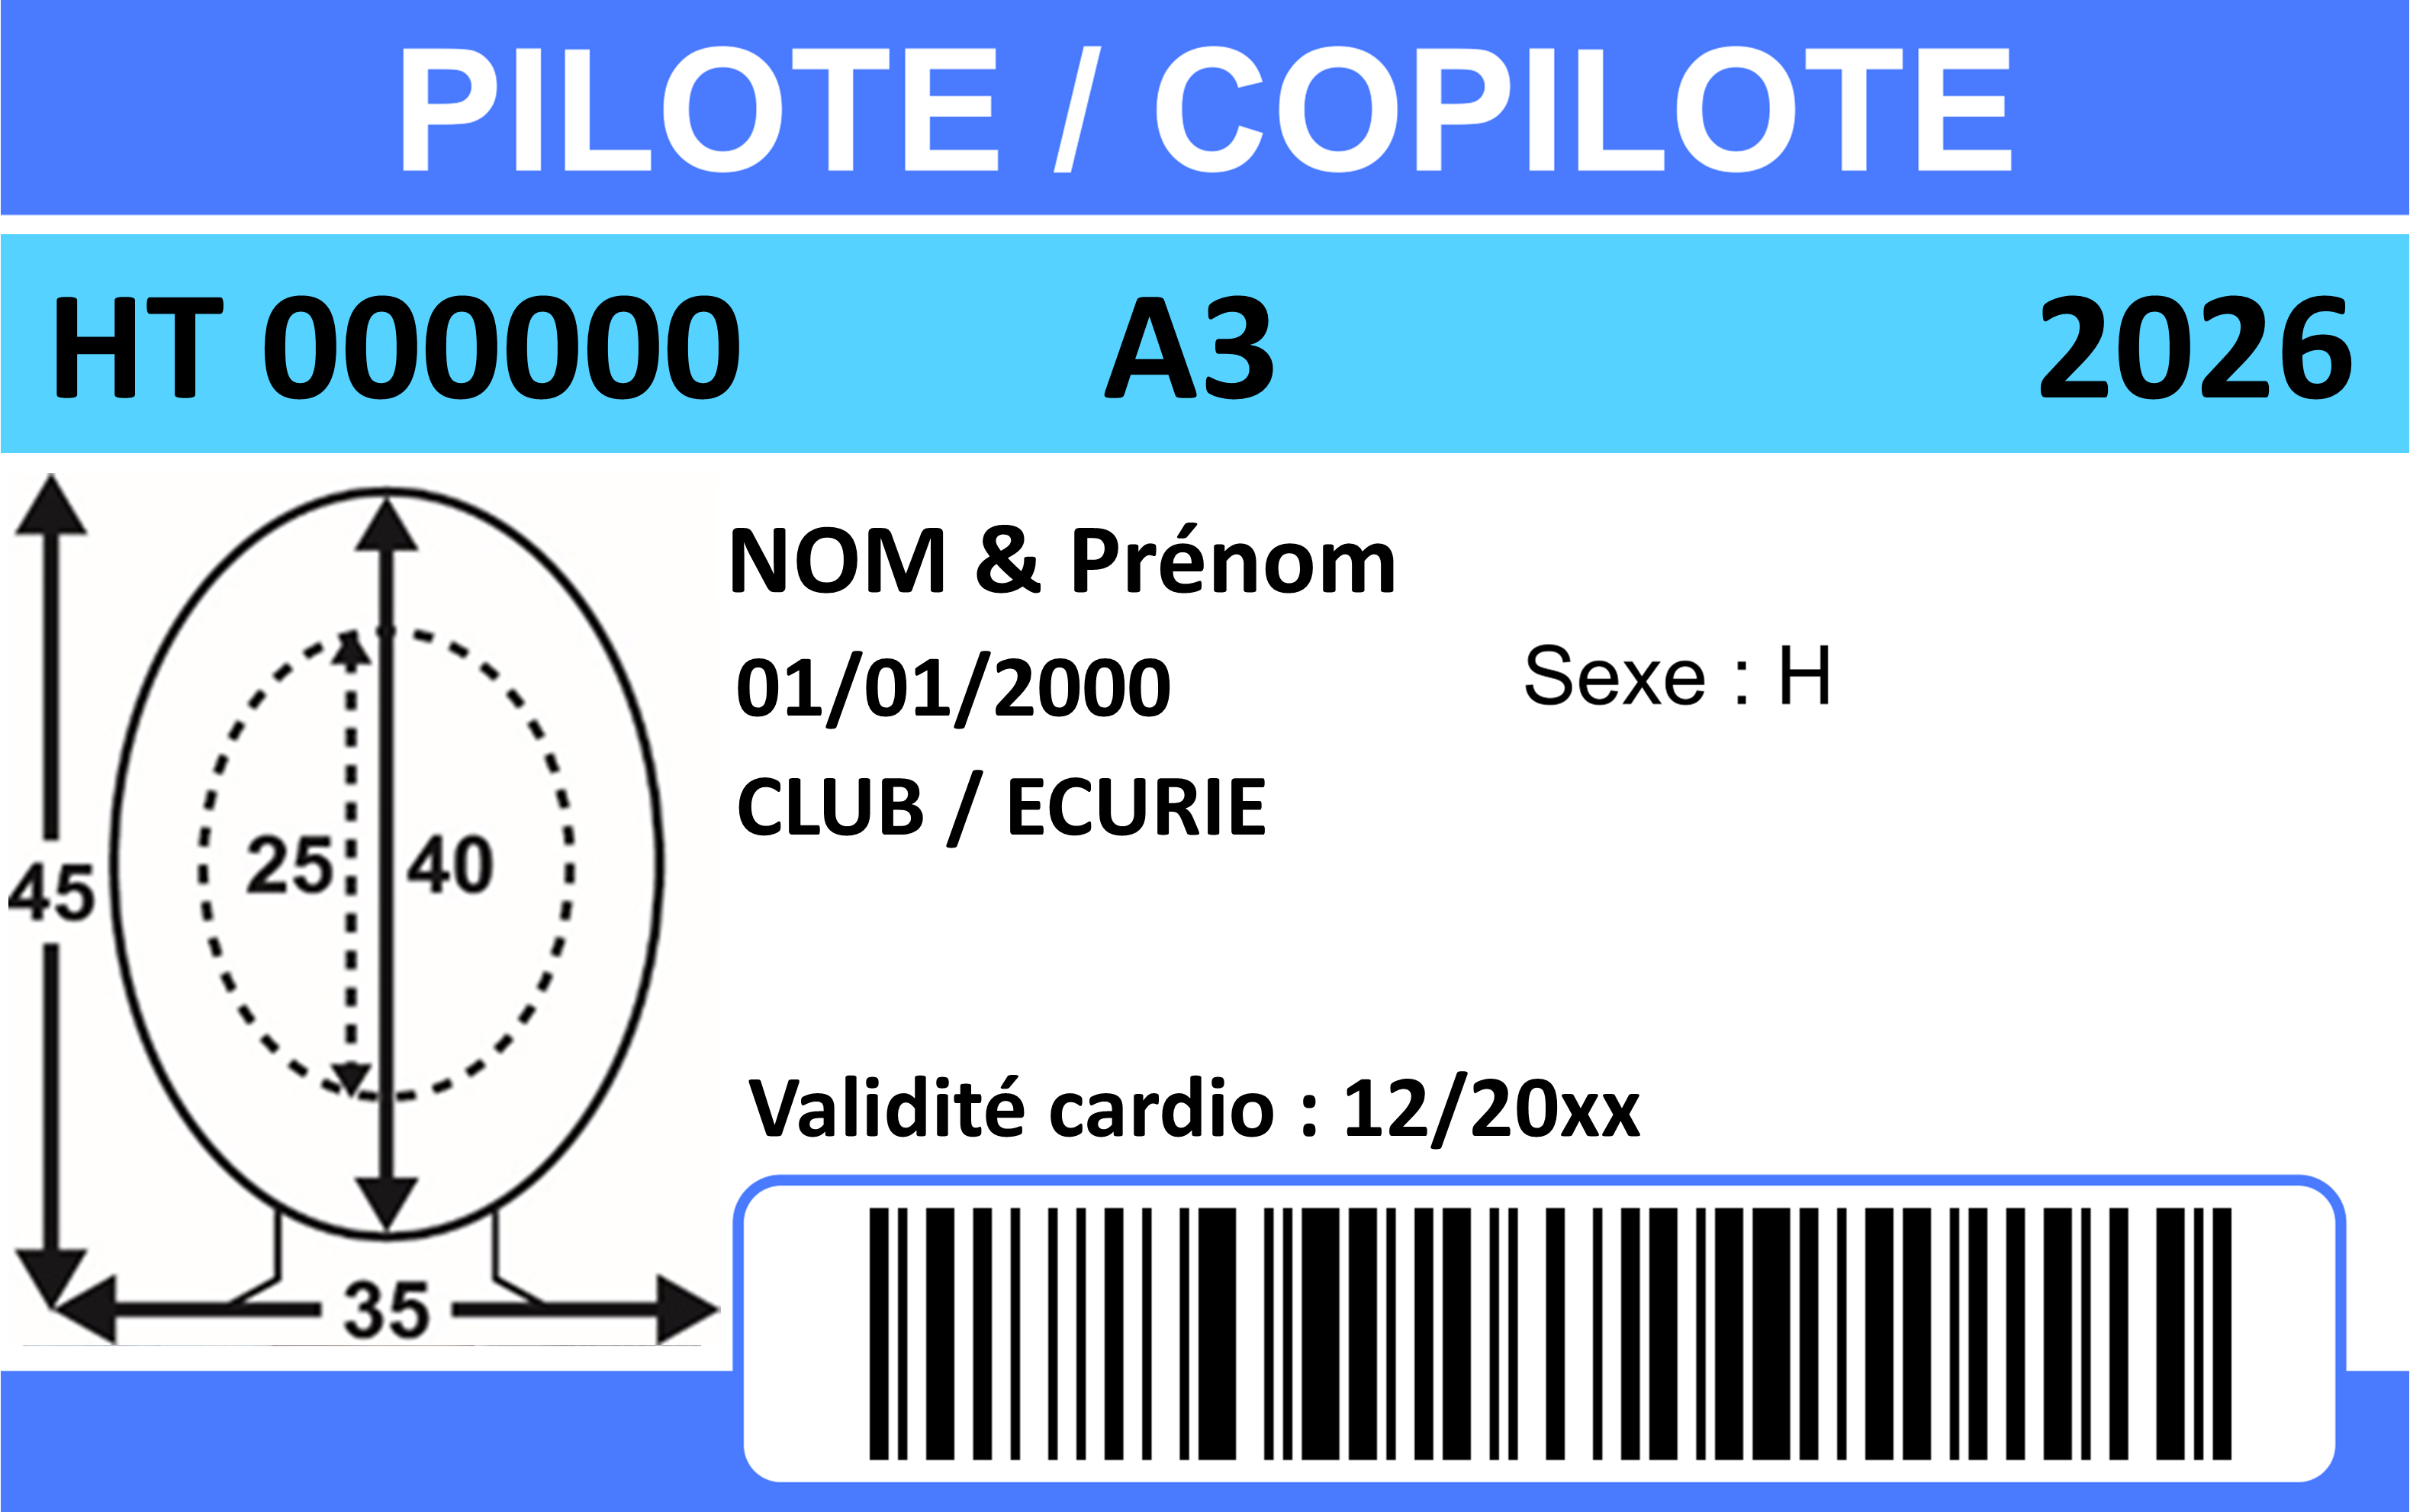 PILOTE / COPILOTE
HT 000000 A3 2026
NOM & Prénom
01/01/2000 Sexe : H
CLUB / ECURIE
25 40
45
Validité cardio : 12/20xx
35